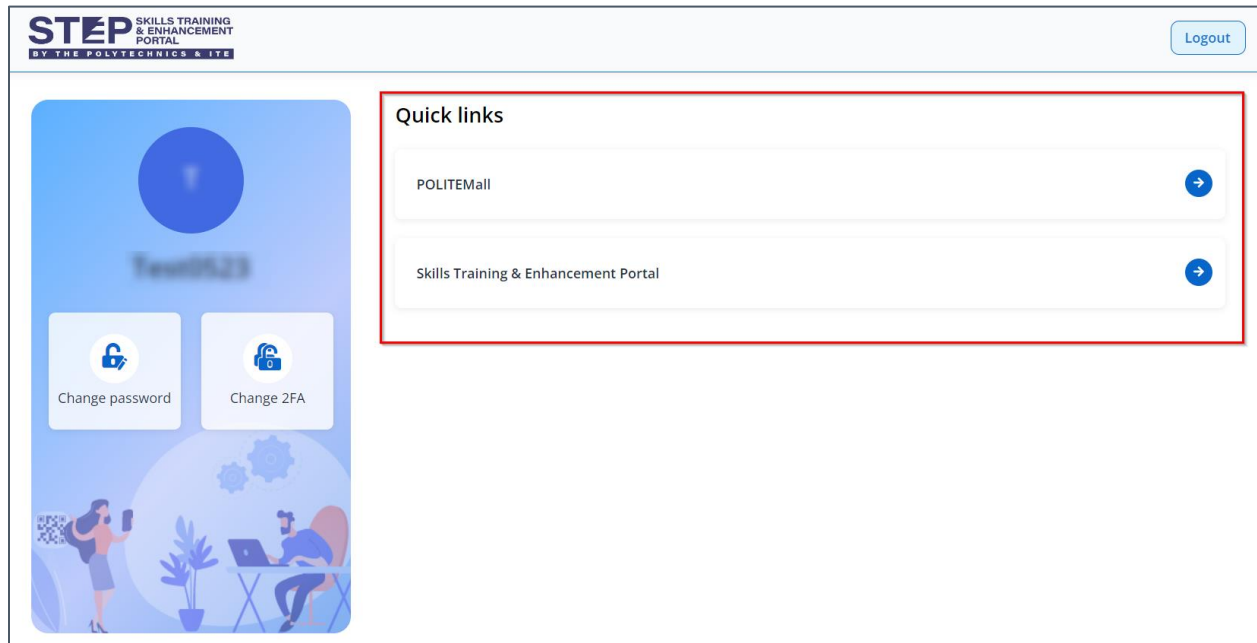 STEP SKILLS TRAINING
& ENHANCEMENT
PORTAL
BY THE POLYTECHNICS & ITE
Logout
Quick links
POLITEMall
Skills Training & Enhancement Portal
T
Test0523
Change password
Change 2FA